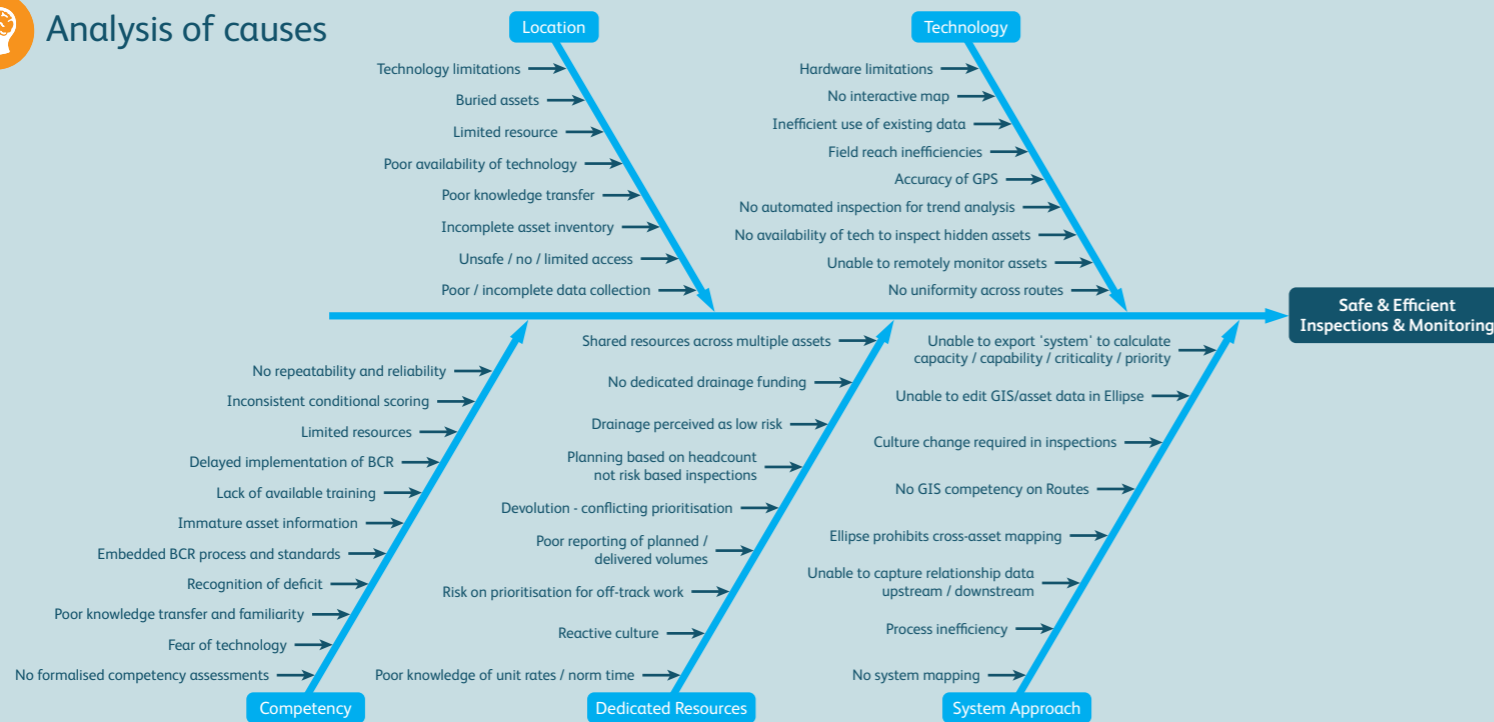 Analysis of causes
Location
Technology limitations
Buried assets
Limited resource
Poor availability of technology
Poor knowledge transfer
Incomplete asset inventory
Unsafe / no / limited access
Poor / incomplete data collection
Technology
Hardware limitations
No interactive map
Inefficient use of existing data
Field reach inefficiencies
Accuracy of GPS
No automated inspection for trend analysis
No availability of tech to inspect hidden assets
Unable to remotely monitor assets
No uniformity across routes
Safe & Efficient
Inspections & Monitoring
No repeatability and reliability
Inconsistent conditional scoring
Limited resources
Delayed implementation of BCR
Lack of available training
Immature asset information
Embedded BCR process and standards
Recognition of deficit
Poor knowledge transfer and familiarity
Fear of technology
No formalised competency assessments
Competency
Shared resources across multiple assets
No dedicated drainage funding
Drainage perceived as low risk
Planning based on headcount
not risk based inspections
Devolution - conflicting prioritisation
Poor reporting of planned /
delivered volumes
Risk on prioritisation for off-track work
Reactive culture
Poor knowledge of unit rates / norm time
Dedicated Resources
Unable to export ‘system’ to calculate
capacity / capability / criticality / priority
Unable to edit GIS/asset data in Ellipse
Culture change required in inspections
No GIS competency on Routes
Ellipse prohibits cross-asset mapping
Unable to capture relationship data
upstream / downstream
Process inefficiency
No system mapping
System Approach